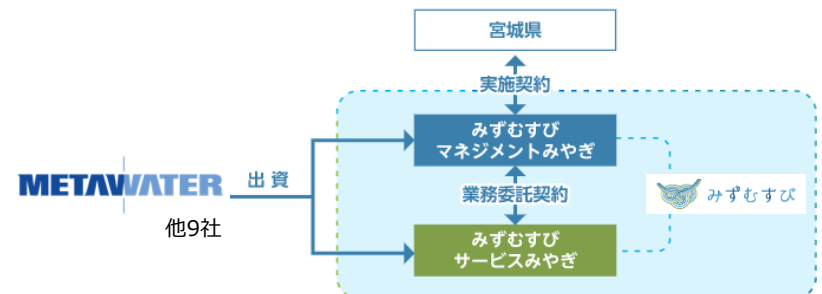 宮城県
実施契約
みずむすび
マネジメントみやぎ
METAWATER
出資
業務委託契約
みずむすび
他9社
みずむすび
サービスみやぎ